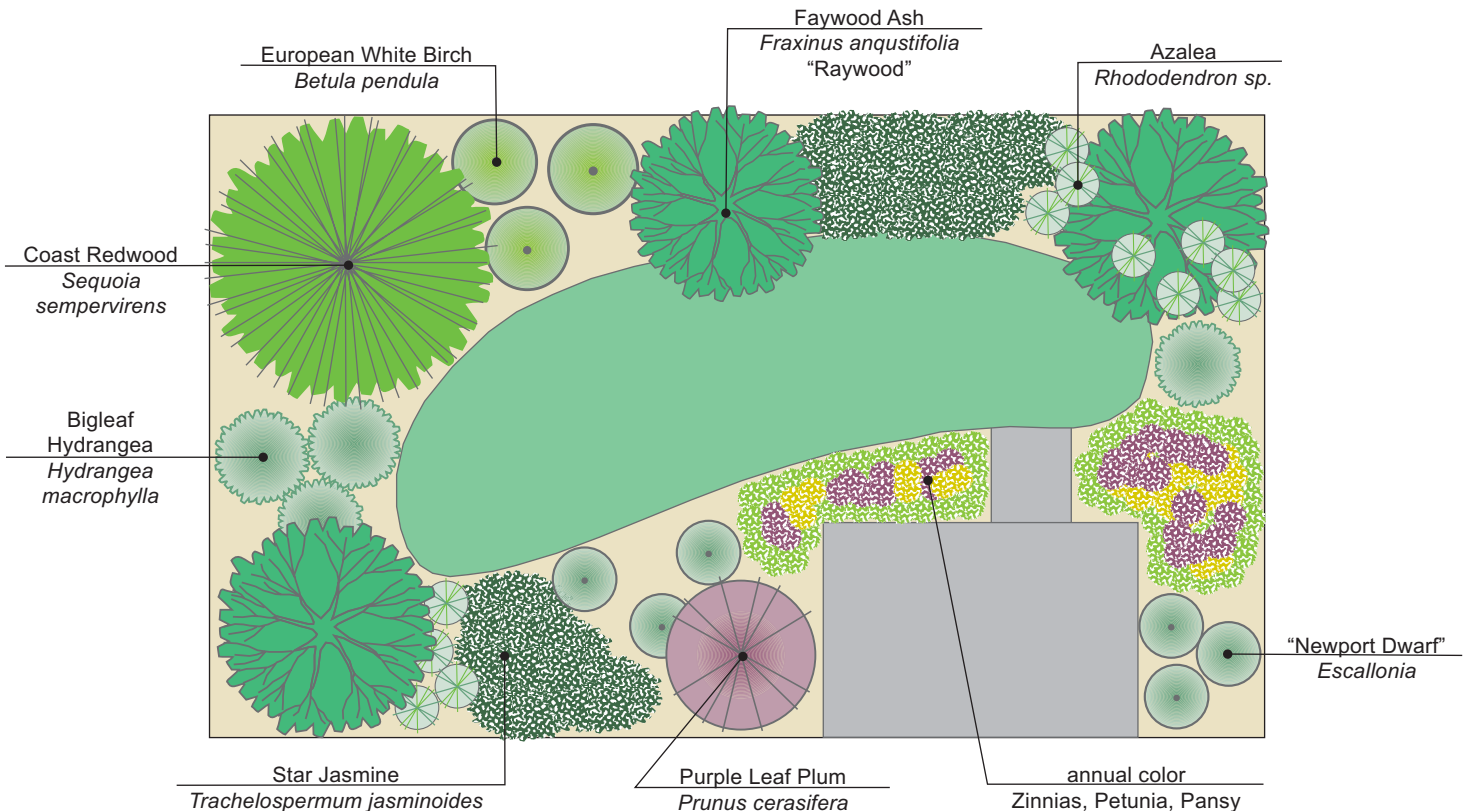 Faywood Ash
Fraxinus anqustifolia
“Raywood”
European White Birch
Betula pendula
Azalea
Rhododendron sp.
Coast Redwood
Sequoia
sempervirens
Bigleaf
Hydrangea
Hydrangea
macrophylla
“Newport Dwarf”
Escallonia
Star Jasmine
Trachelospermum jasminoides
Purple Leaf Plum
Prunus cerasifera
annual color
Zinnias, Petunia, Pansy